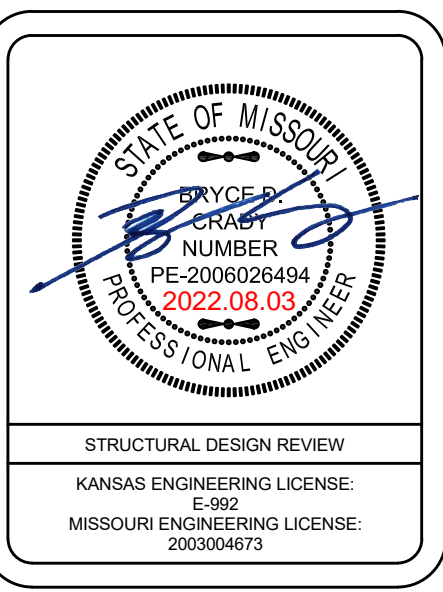 STATE OF MISSOURI
BRYCE D.
CRADY
NUMBER
PE-2006026494
2022.08.03
PROFESSIONAL ENGINEER
STRUCTURAL DESIGN REVIEW
KANSAS ENGINEERING LICENSE:
E-992
MISSOURI ENGINEERING LICENSE:
2003004673